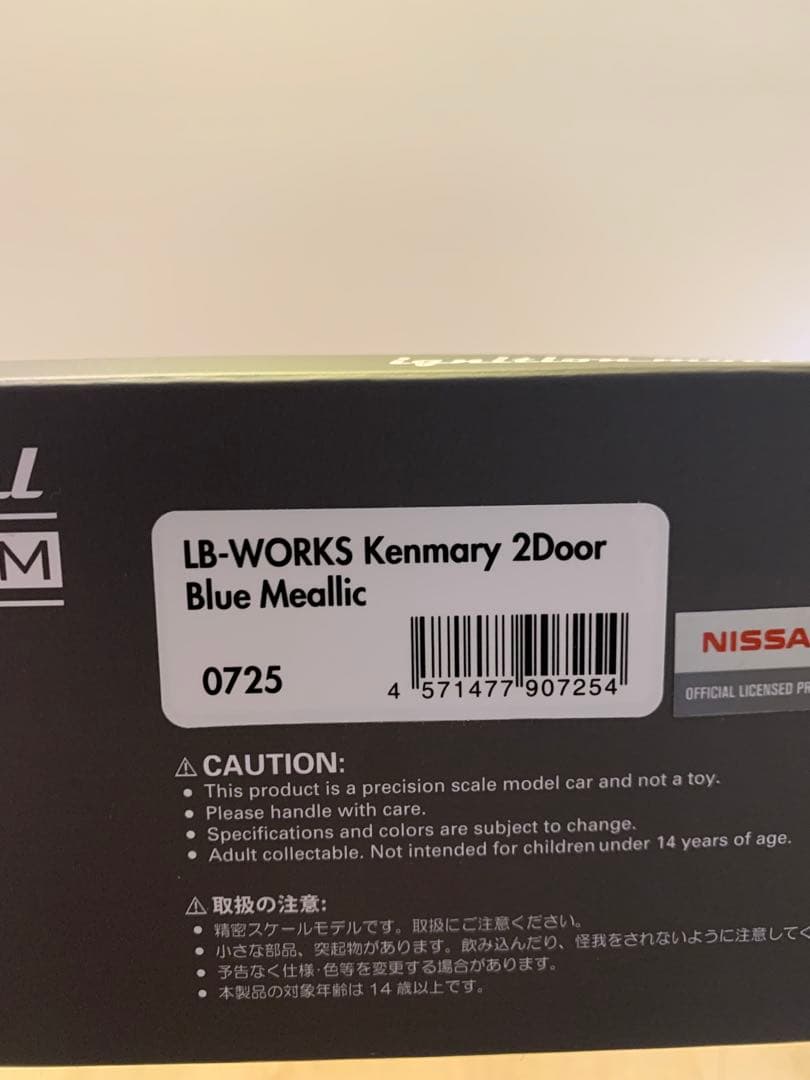 ignition
M
LB-WORKS Kenmary 2Door
Blue Meallic
0725
4 571477 907254
NISSA
OFFICIAL LICENSED PR
⚠ CAUTION:
• This product is a precision scale model car and not a toy.
• Please handle with care.
• Specifications and colors are subject to change.
• Adult collectable. Not intended for children under 14 years of age.
⚠ 取扱の注意:
• 精密スケールモデルです。取扱にご注意ください。
• 小さな部品、突起物があります。飲み込んだり、怪我をされないように注意してく
• 予告なく仕様・色等を変更する場合があります。
• 本製品の対象年齢は 14 歳以上です。